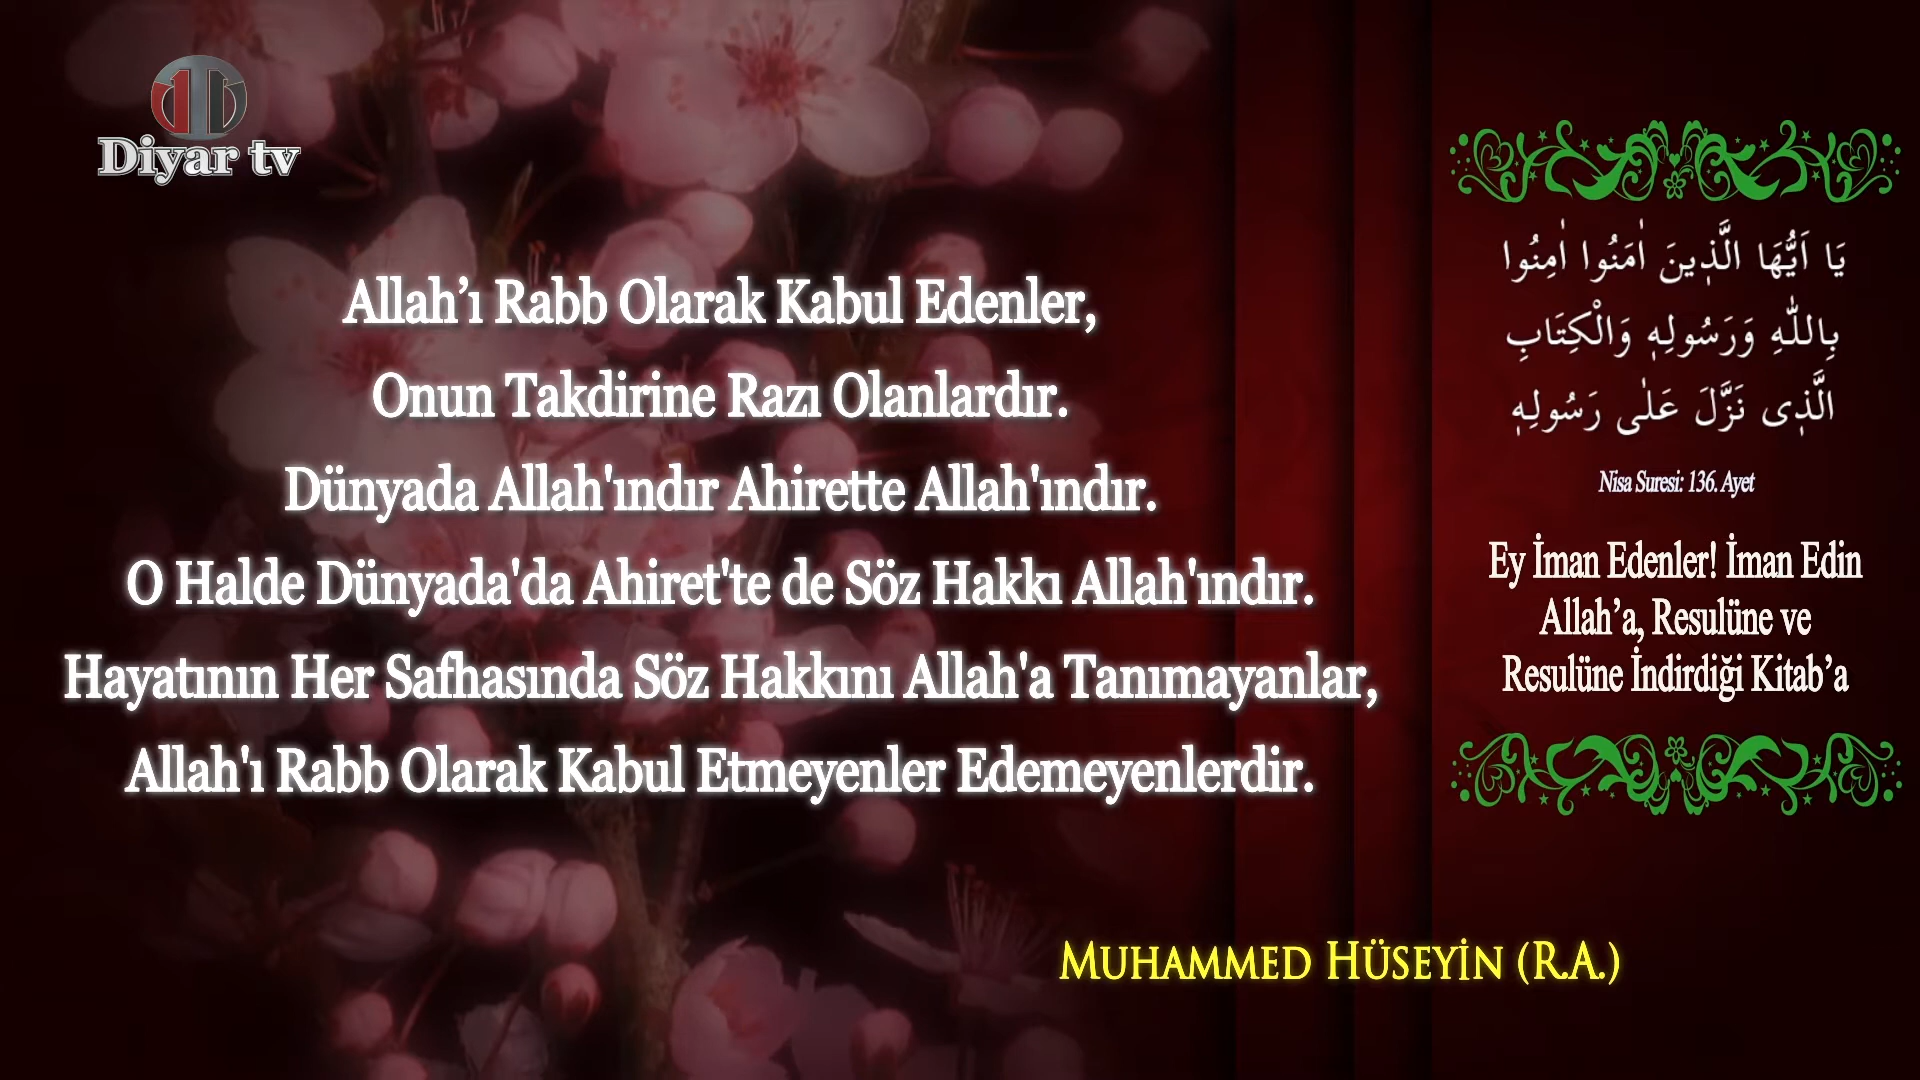 Diyar tv
Allah’ı Rabb Olarak Kabul Edenler,
Onun Takdirine Razı Olanlardır.
Dünyada Allah'ındır Ahirette Allah'ındır.
O Halde Dünyada'da Ahiret'te de Söz Hakkı Allah'ındır.
Hayatının Her Safhasında Söz Hakkını Allah'a Tanımayanlar,
Allah'ı Rabb Olarak Kabul Etmeyenler Edemeyenlerdir.
MUHAMMED HÜSEYİN (R.A.)
يَا اَيُّهَا الَّذ۪ينَ اٰمَنُوا اٰمِنُوا
بِاللّٰهِ وَرَسُولِه۪ وَالْكِتَابِ
الَّذ۪ى نَزَّلَ عَلٰى رَسُولِه۪
Nisa Suresi: 136. Ayet
Ey İman Edenler! İman Edin
Allah’a, Resulüne ve
Resulüne İndirdiği Kitab’a